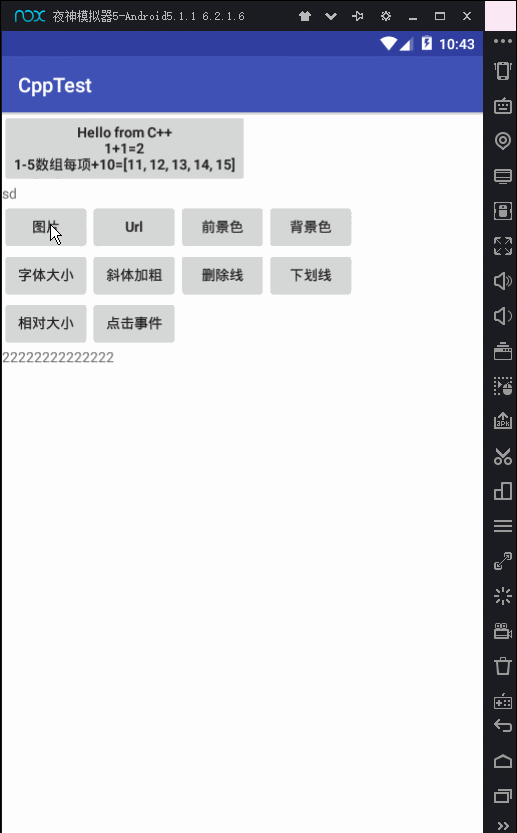 nox 夜神模拟器5-Android5.1.1 6.2.1.6
10:43
CppTest
Hello from C++
1+1=2
1-5数组每项+10=[11, 12, 13, 14, 15]
sd
图片 Url 前景色 背景色
字体大小 斜体加粗 删除线 下划线
相对大小 点击事件
22222222222222